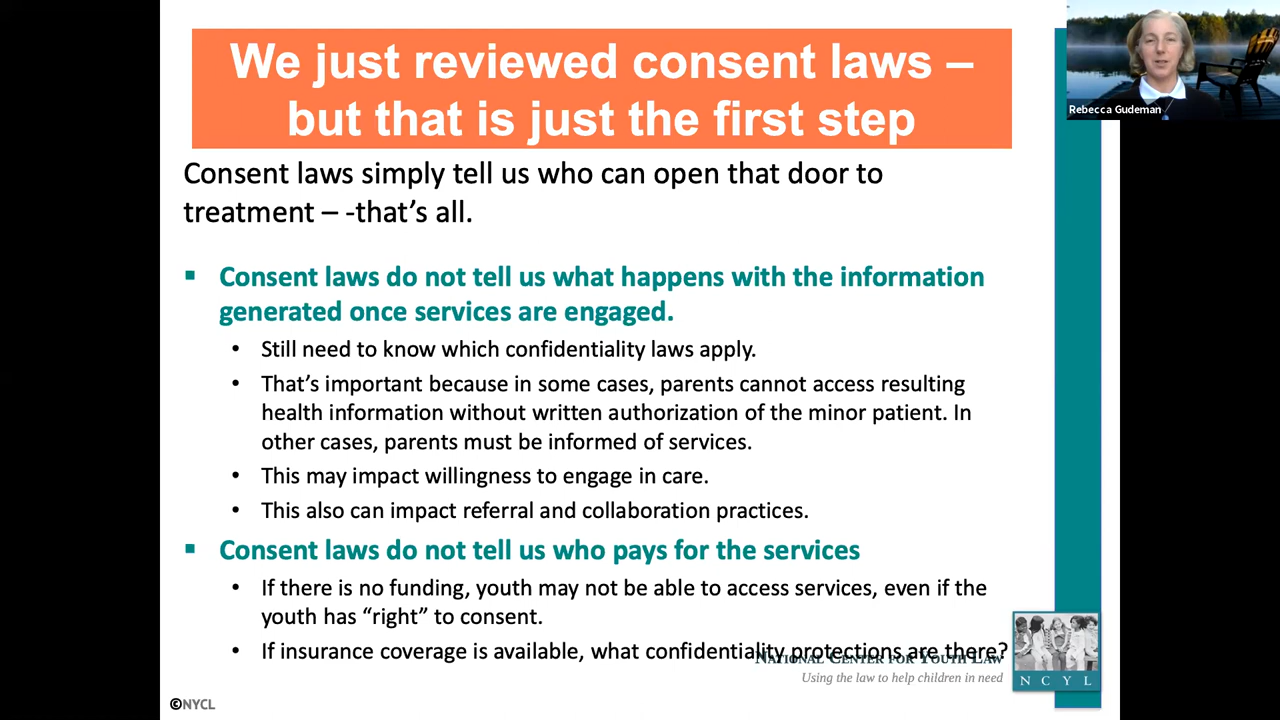 We just reviewed consent laws –
but that is just the first step
Rebecca Gudeman
Consent laws simply tell us who can open that door to
treatment – -that’s all.
▪ Consent laws do not tell us what happens with the information
generated once services are engaged.
• Still need to know which confidentiality laws apply.
• That’s important because in some cases, parents cannot access resulting
health information without written authorization of the minor patient. In
other cases, parents must be informed of services.
• This may impact willingness to engage in care.
• This also can impact referral and collaboration practices.
▪ Consent laws do not tell us who pays for the services
• If there is no funding, youth may not be able to access services, even if the
youth has “right” to consent.
• If insurance coverage is available, what confidentiality protections are there?
National Center for Youth Law
Using the law to help children in need
N C Y L
©NYCL